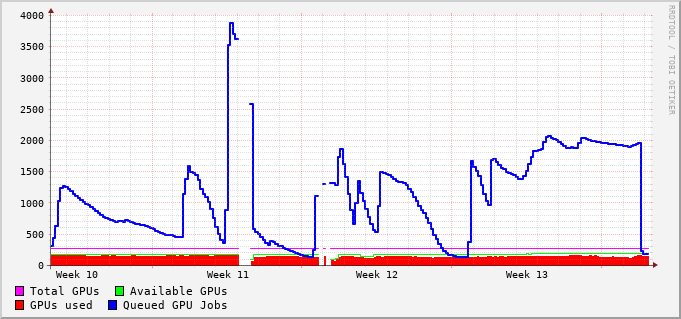 4000
3500
3000
2500
2000
1500
1000
500
0
Week 10 Week 11 Week 12 Week 13
Total GPUs Available GPUs
GPUs used Queued GPU Jobs
RRDTOOL / TOBI OETIKER